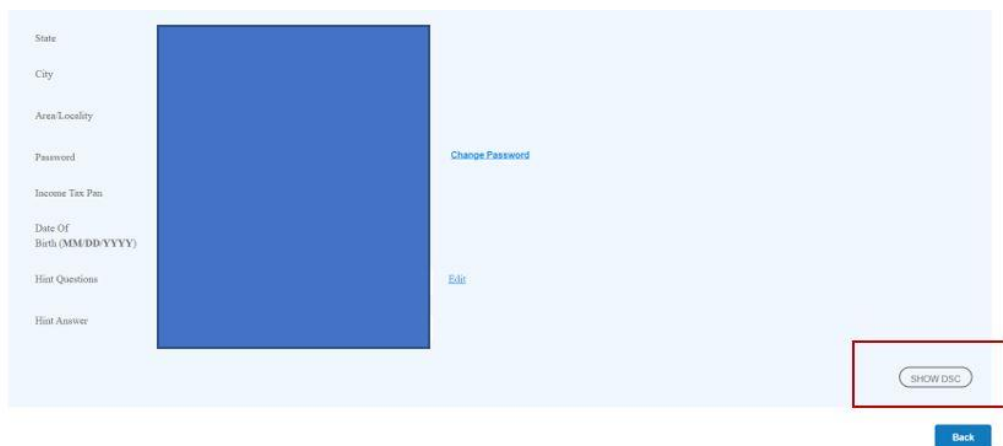 State
City
Area/Locality
Password
Change Password
Income Tax Pan
Date Of
Birth (MM/DD/YYYY)
Hint Questions
Edit
Hint Answer
SHOW DSC
Back